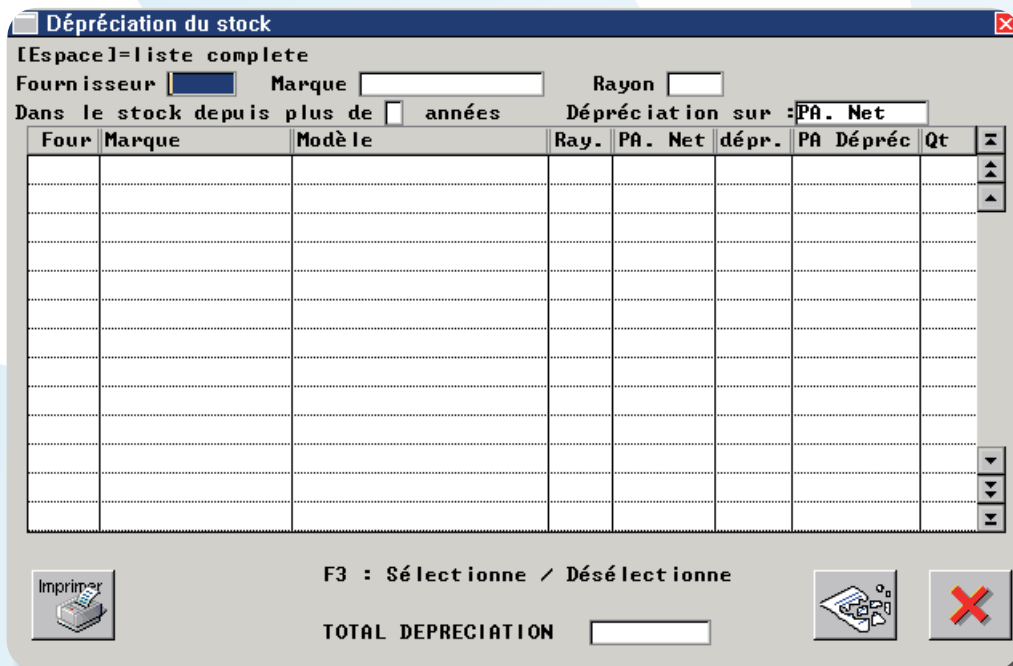 Dépréciation du stock
[Espace]=liste complete
Fournisseur Marque Rayon
Dans le stock depuis plus de années Dépréciation sur :PA. Net
Four Marque Modèle Ray. PA. Net dépr. PA Dépréc Qt
F3 : Sélectionne / Désélectionne
Imprimer
TOTAL DEPRECIATION